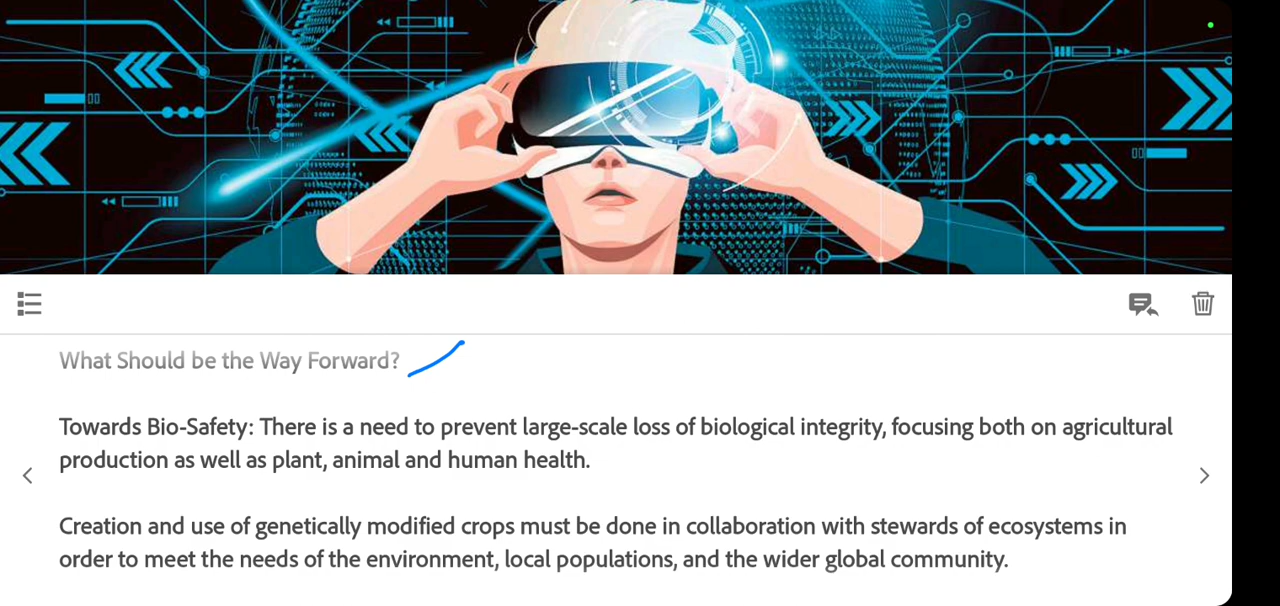 What Should be the Way Forward?
Towards Bio-Safety: There is a need to prevent large-scale loss of biological integrity, focusing both on agricultural
production as well as plant, animal and human health.
Creation and use of genetically modified crops must be done in collaboration with stewards of ecosystems in
order to meet the needs of the environment, local populations, and the wider global community.